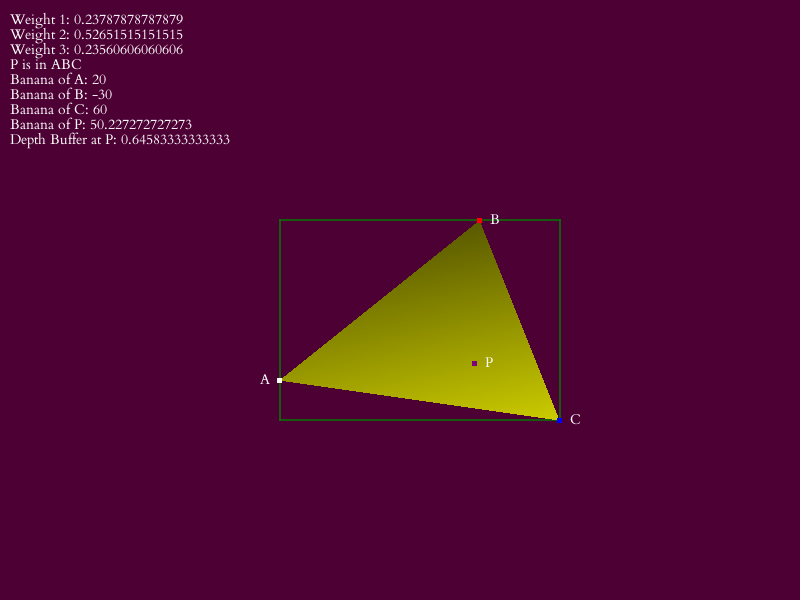 Weight 1: 0.23787878787879
Weight 2: 0.52651515151515
Weight 3: 0.23560606060606
P is in ABC
Banana of A: 20
Banana of B: -30
Banana of C: 60
Banana of P: 50.227272727273
Depth Buffer at P: 0.64583333333333
B
P
A
C